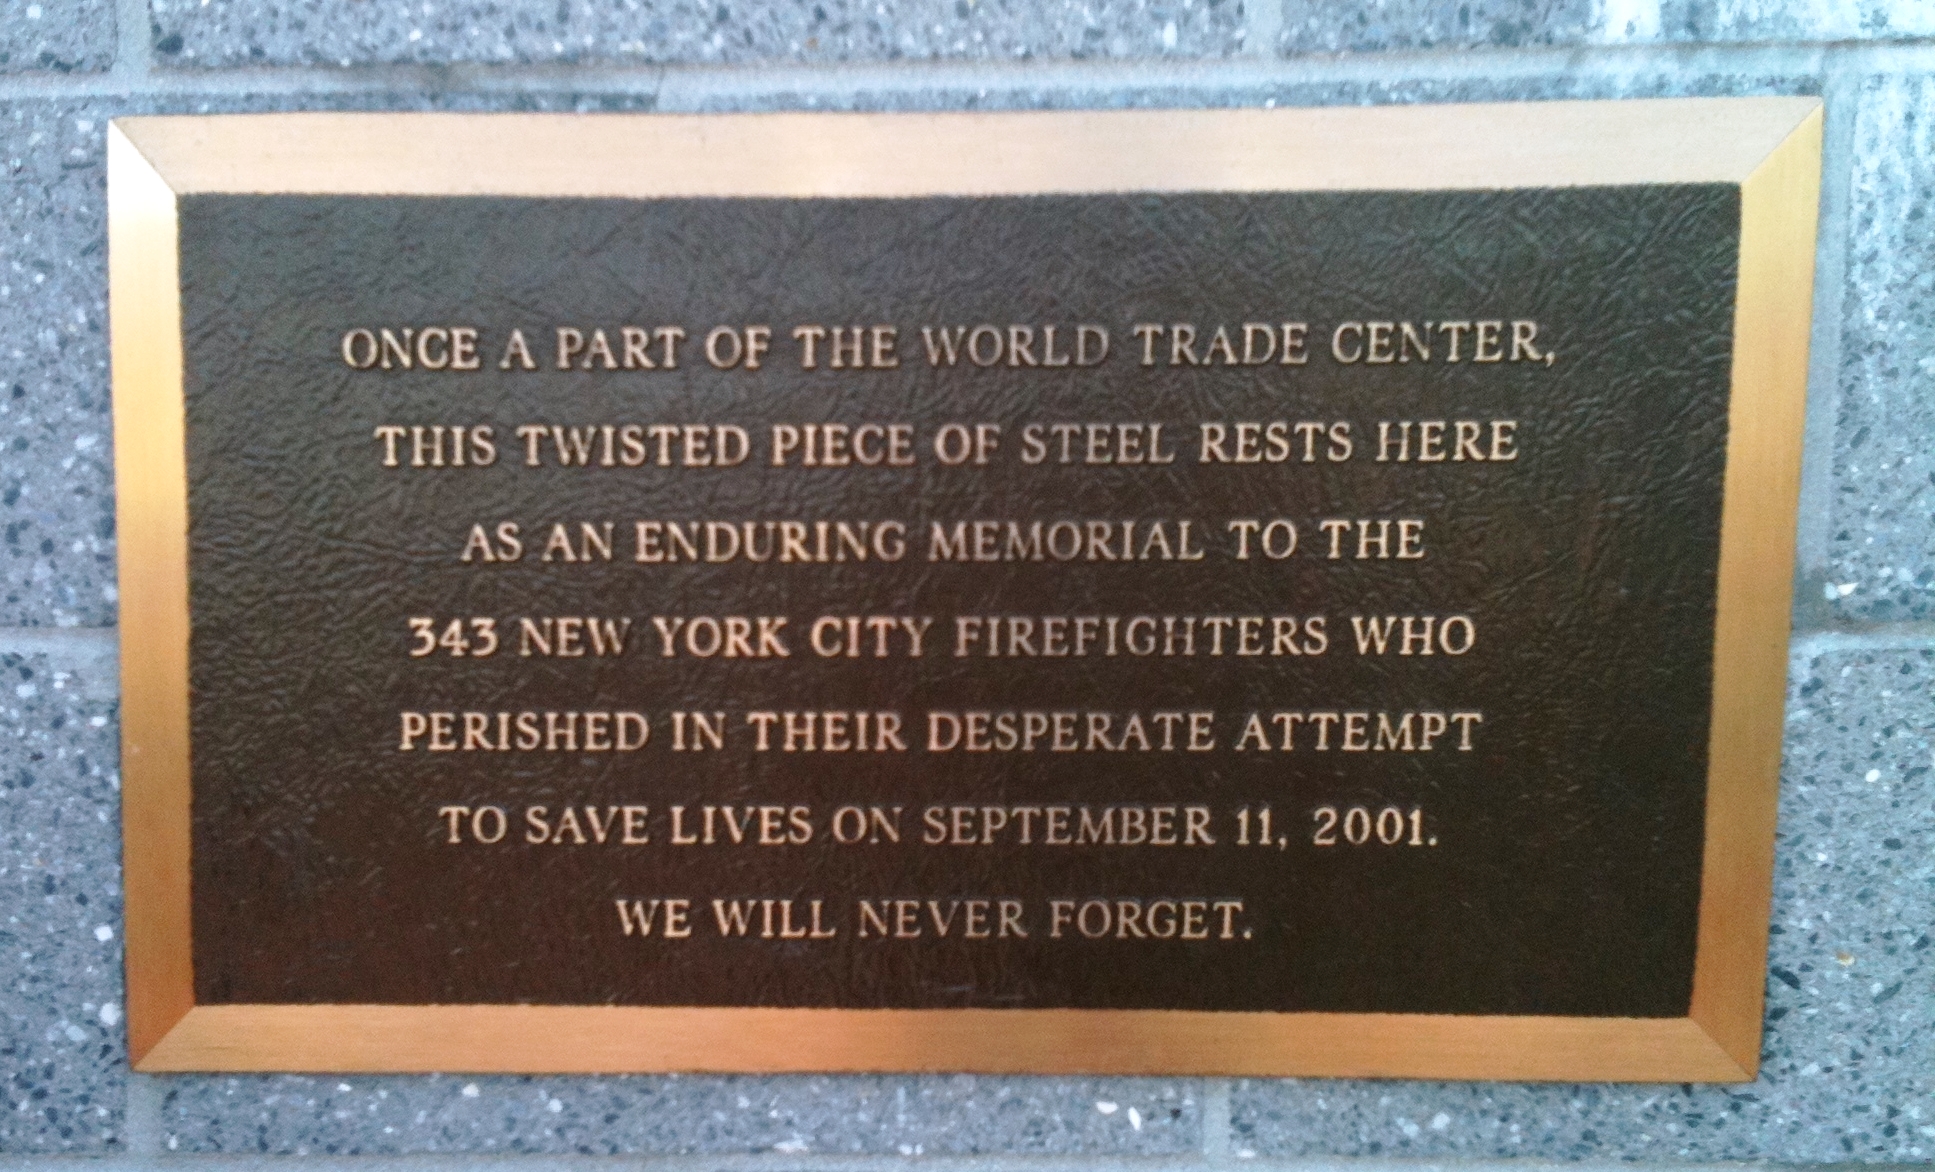 ONCE A PART OF THE WORLD TRADE CENTER,
THIS TWISTED PIECE OF STEEL RESTS HERE
AS AN ENDURING MEMORIAL TO THE
343 NEW YORK CITY FIREFIGHTERS WHO
PERISHED IN THEIR DESPERATE ATTEMPT
TO SAVE LIVES ON SEPTEMBER 11, 2001.
WE WILL NEVER FORGET.